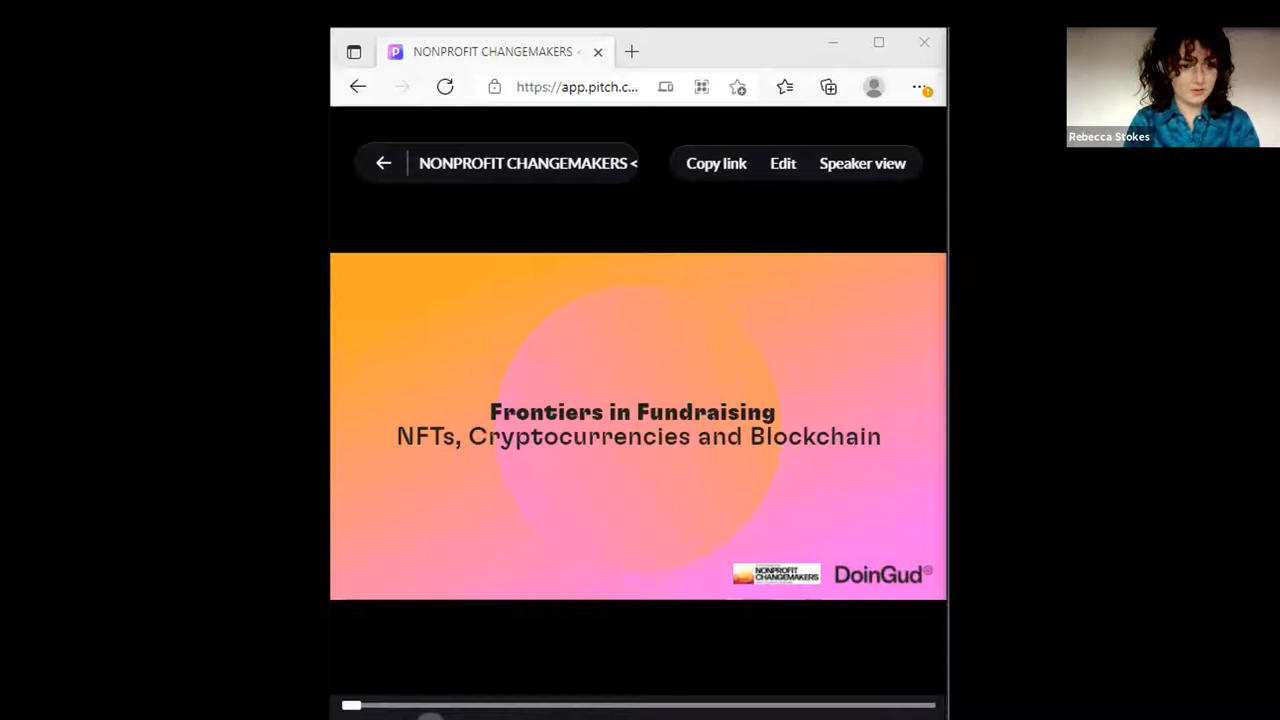 NONPROFIT CHANGEMAKERS <
https://app.pitch.c...
Rebecca Stokes
NONPROFIT CHANGEMAKERS <
Copy link
Edit
Speaker view
Frontiers in Fundraising
NFTs, Cryptocurrencies and Blockchain
NONPROFIT
CHANGEMAKERS
DoinGud